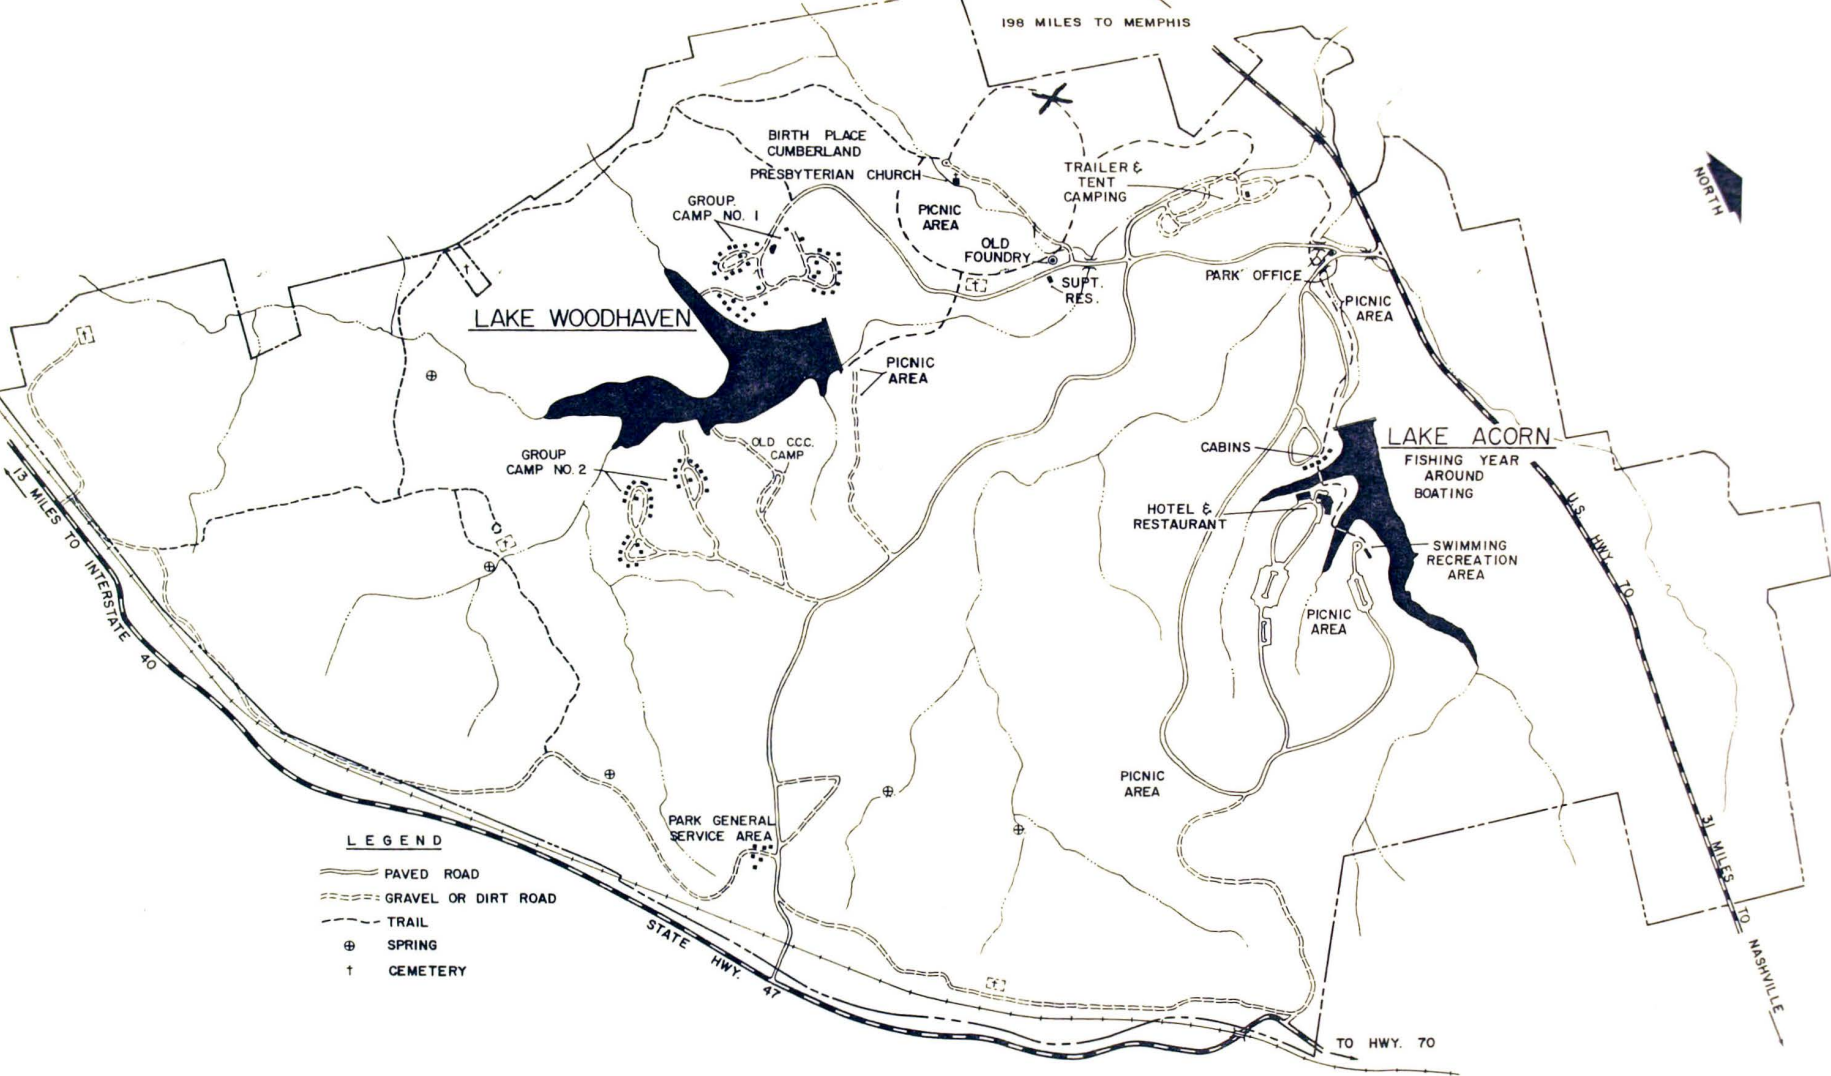 198 MILES TO MEMPHIS
BIRTH PLACE
CUMBERLAND
PRESBYTERIAN CHURCH
GROUP
CAMP NO. 1
PICNIC
AREA
TRAILER &
TENT
CAMPING
NORTH
OLD
FOUNDRY
SUPT.
RES.
PARK OFFICE
PICNIC
AREA
LAKE WOODHAVEN
PICNIC
AREA
OLD CCC.
CAMP
GROUP
CAMP NO. 2
CABINS
LAKE ACORN
FISHING YEAR
AROUND
BOATING
HOTEL &
RESTAURANT
SWIMMING
RECREATION
AREA
PICNIC
AREA
U.S. HWY. 70
13 MILES TO INTERSTATE 40
PICNIC
AREA
PARK GENERAL
SERVICE AREA
31 MILES TO NASHVILLE
LEGEND
PAVED ROAD
GRAVEL OR DIRT ROAD
TRAIL
SPRING
CEMETERY
STATE HWY. 47
TO HWY. 70